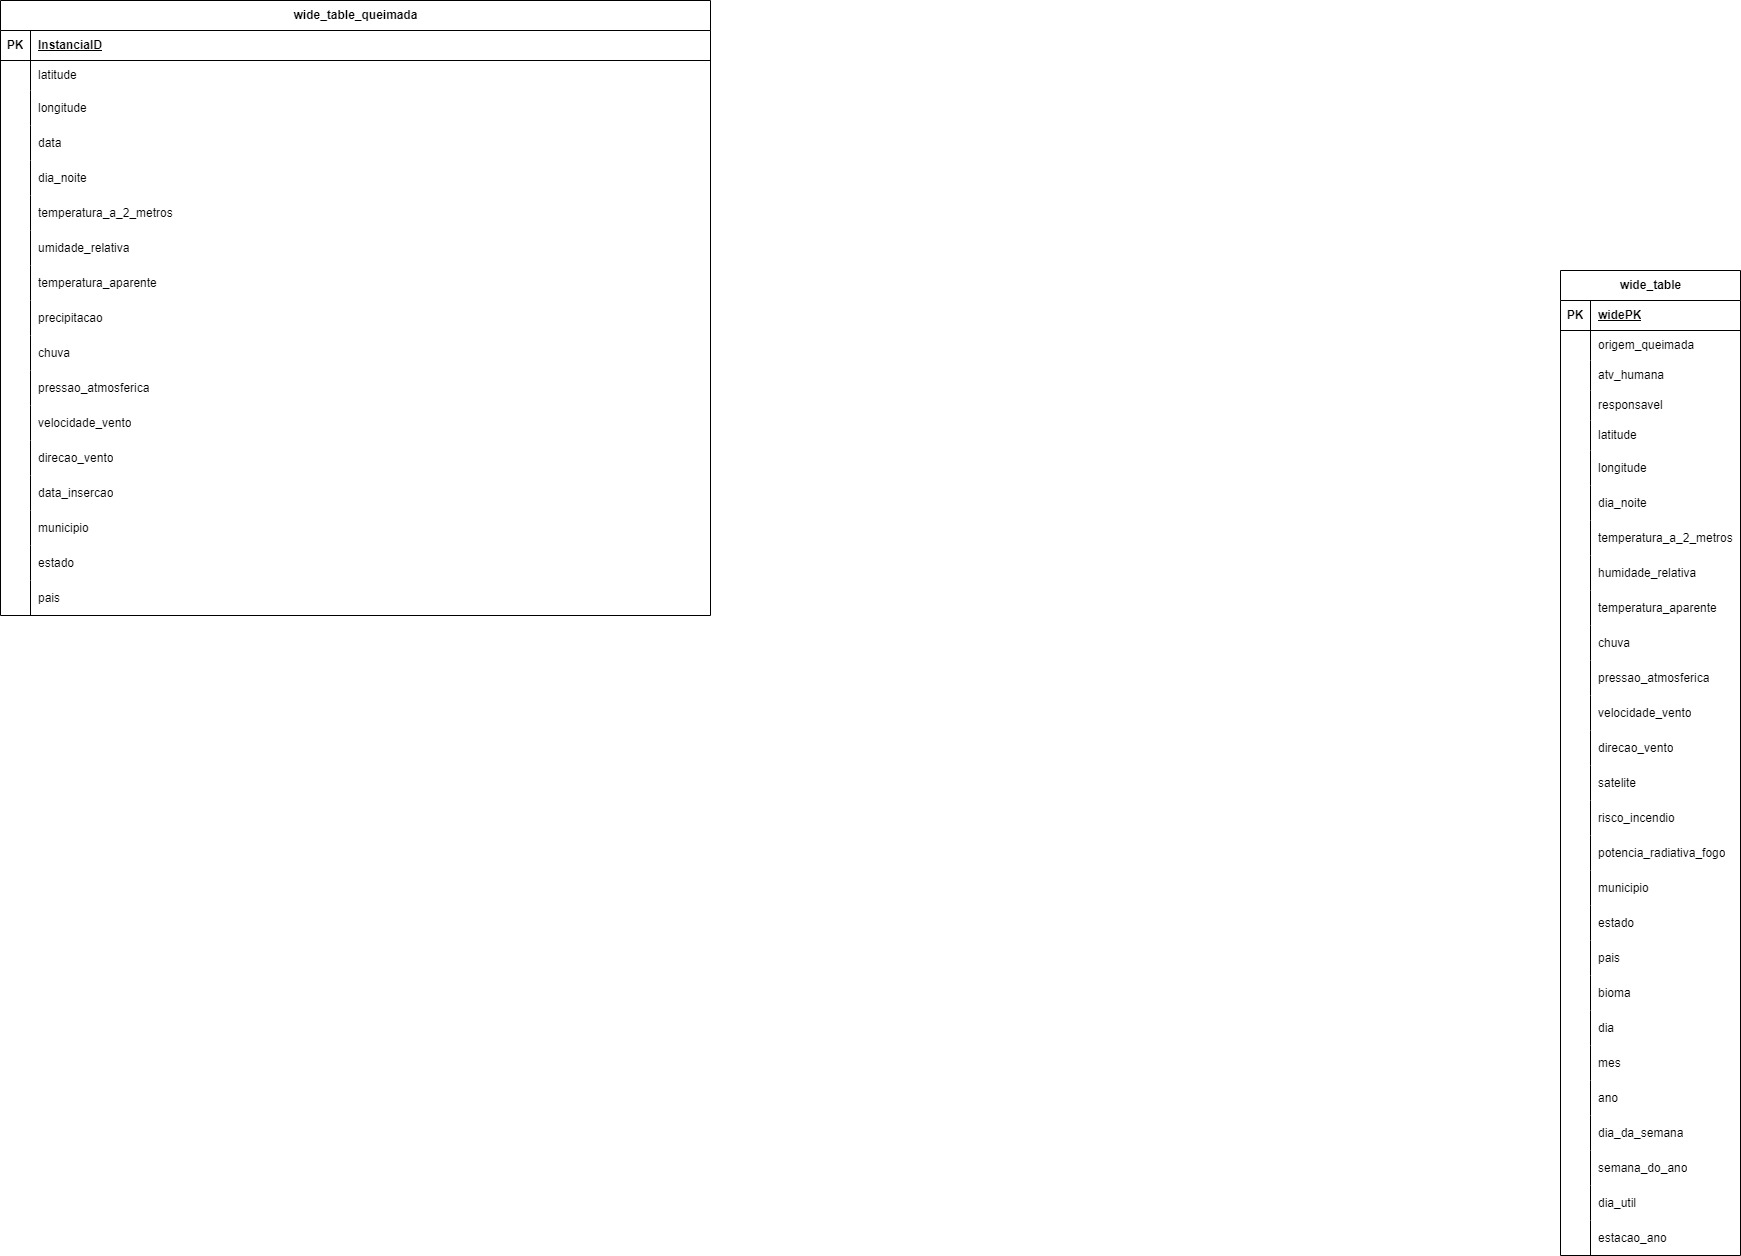 wide_table_queimada
PK InstanciaID
latitude
longitude
data
dia_noite
temperatura_a_2_metros
umidade_relativa
temperatura_aparente
precipitacao
chuva
pressao_atmosferica
velocidade_vento
direcao_vento
data_insercao
municipio
estado
pais
wide_table
PK widePK
origem_queimada
atv_humana
responsavel
latitude
longitude
dia_noite
temperatura_a_2_metros
humidade_relativa
temperatura_aparente
chuva
pressao_atmosferica
velocidade_vento
direcao_vento
satelite
risco_incendio
potencia_radiativa_fogo
municipio
estado
pais
bioma
dia
mes
ano
dia_da_semana
semana_do_ano
dia_util
estacao_ano